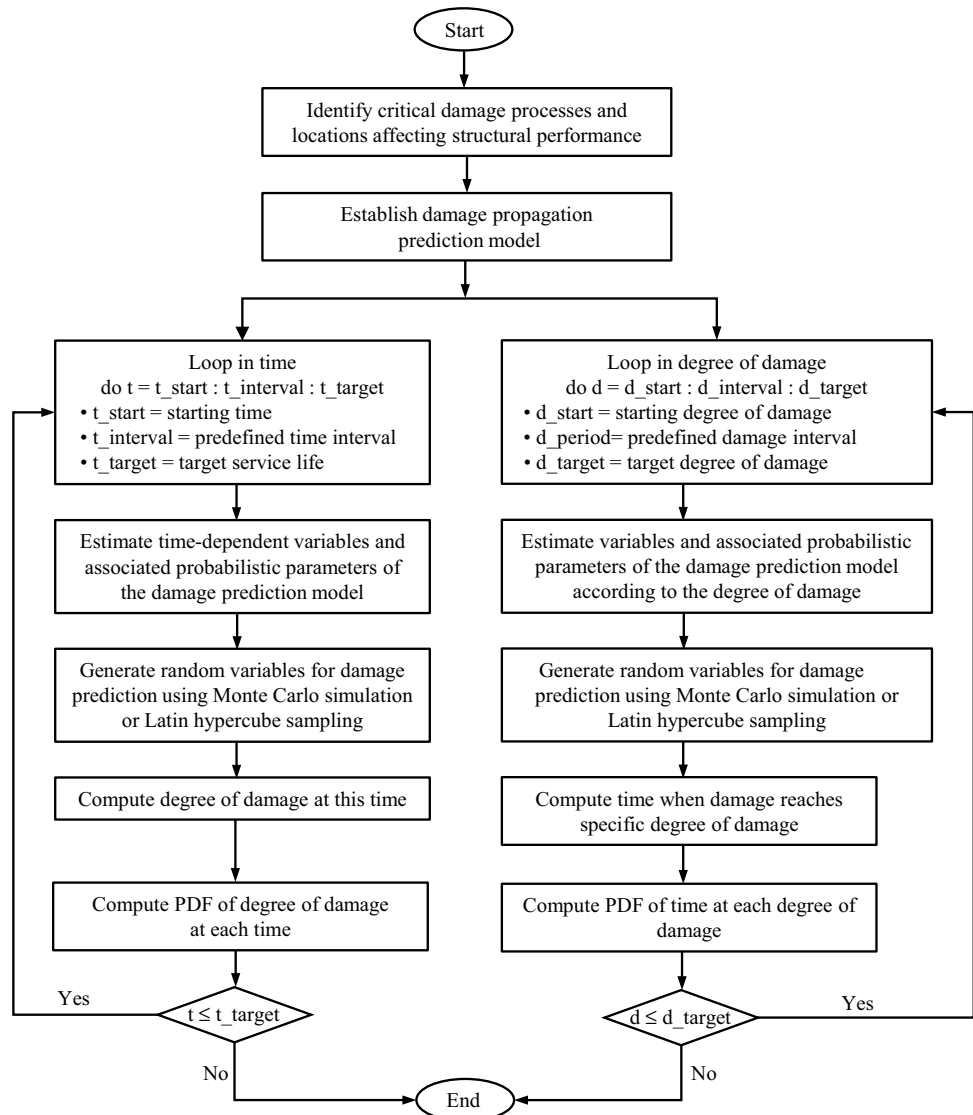 Start
Identify critical damage processes and
locations affecting structural performance
Establish damage propagation
prediction model
Loop in time
do t = t_start : t_interval : t_target
• t_start = starting time
• t_interval = predefined time interval
• t_target = target service life
Estimate time-dependent variables and
associated probabilistic parameters of
the damage prediction model
Generate random variables for damage
prediction using Monte Carlo simulation
or Latin hypercube sampling
Compute degree of damage at this time
Compute PDF of degree of damage
at each time
Yes
t ≤ t_target
No
Loop in degree of damage
do d = d_start : d_interval : d_target
• d_start = starting degree of damage
• d_period= predefined damage interval
• d_target = target degree of damage
Estimate variables and associated probabilistic
parameters of the damage prediction model
according to the degree of damage
Generate random variables for damage
prediction using Monte Carlo simulation or
Latin hypercube sampling
Compute time when damage reaches
specific degree of damage
Compute PDF of time at each degree of
damage
d ≤ d_target
Yes
No
End